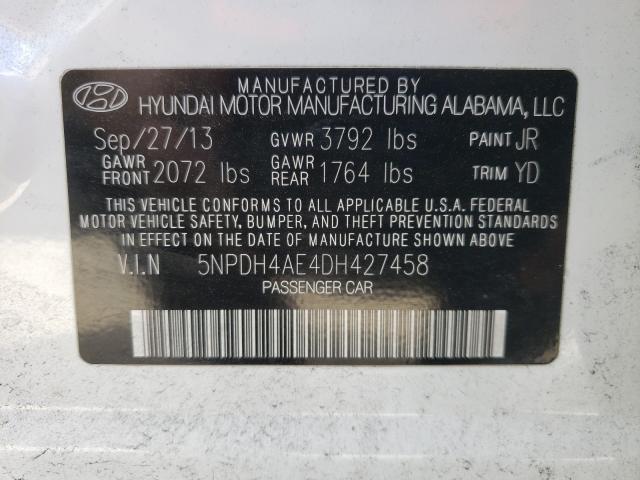 MANUFACTURED BY
HYUNDAI MOTOR MANUFACTURING ALABAMA, LLC
Sep/27/13 GVWR 3792 lbs PAINT JR
GAWR FRONT 2072 lbs GAWR REAR 1764 lbs TRIM YD
THIS VEHICLE CONFORMS TO ALL APPLICABLE U.S.A. FEDERAL
MOTOR VEHICLE SAFETY, BUMPER, AND THEFT PREVENTION STANDARDS
IN EFFECT ON THE DATE OF MANUFACTURE SHOWN ABOVE.
V.I.N 5NPDH4AE4DH427458
PASSENGER CAR